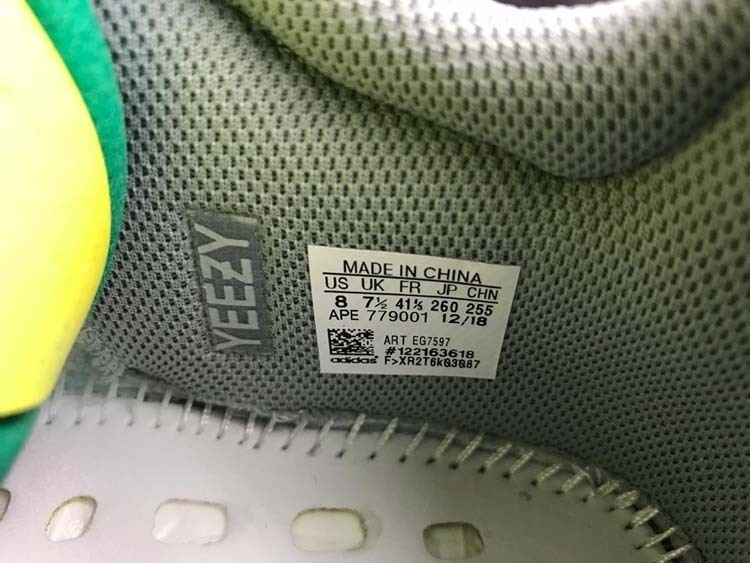 YEEZY
MADE IN CHINA
US UK FR JP CHN
8 7½ 41⅓ 260 255
APE 779001 12/18
ART EG7597
#122163618
adidas F>XR2T6k03087